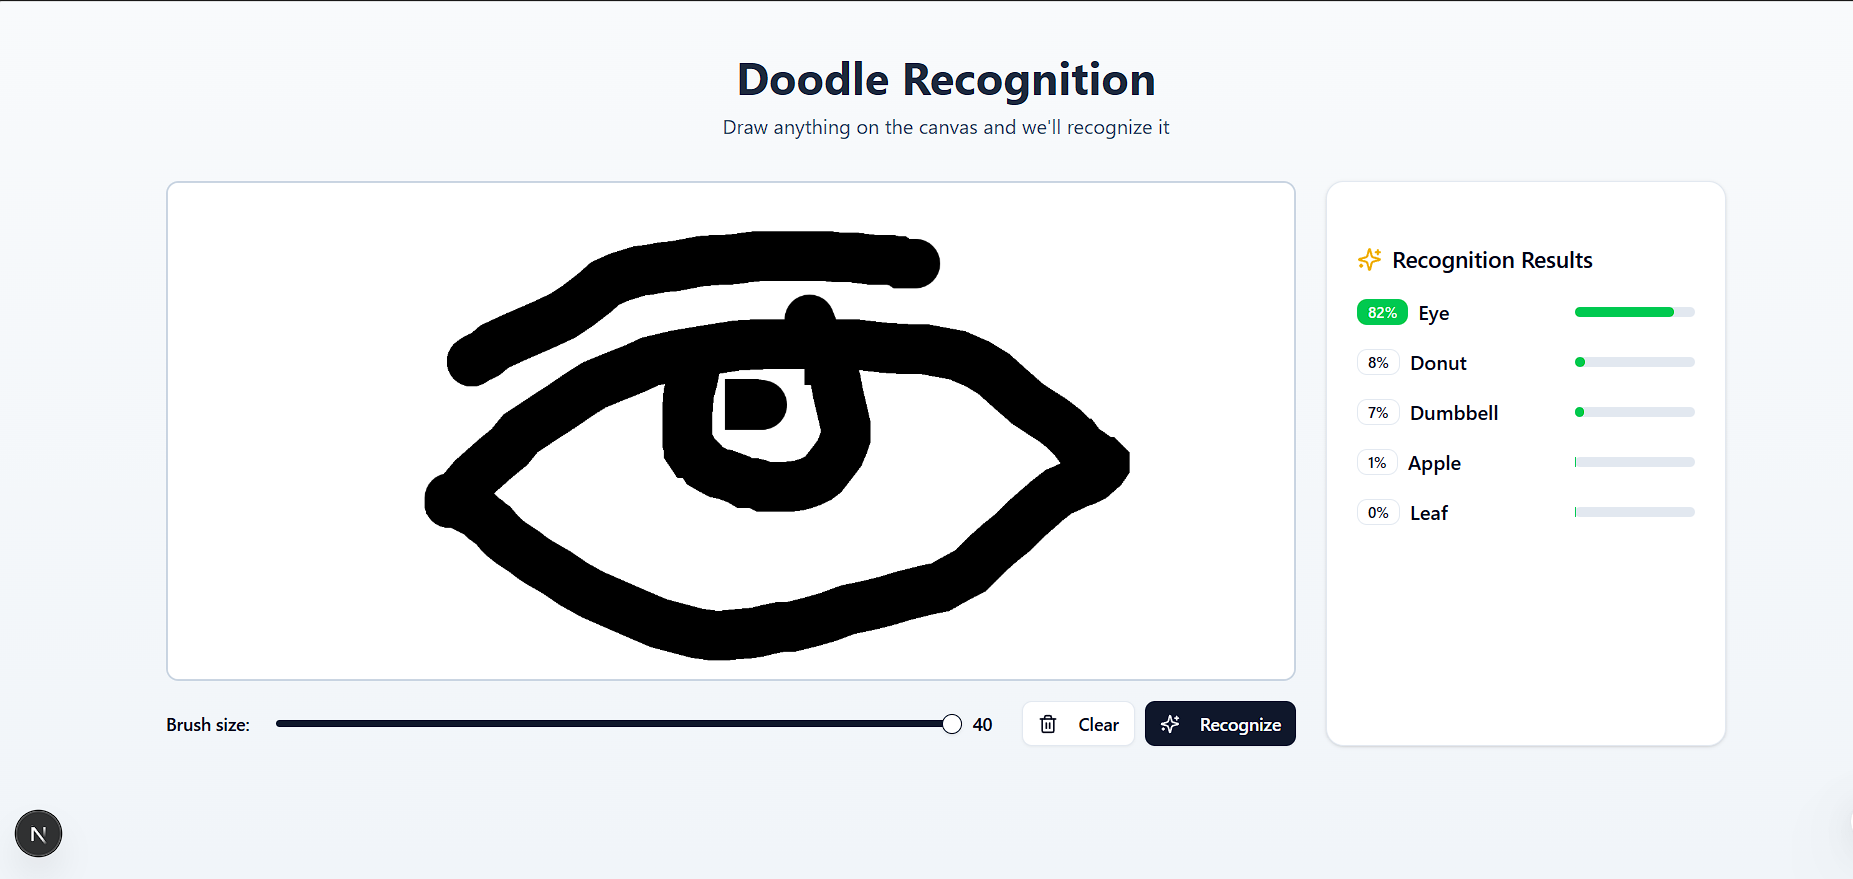 Doodle Recognition
Draw anything on the canvas and we'll recognize it
Recognition Results
82% Eye
8% Donut
7% Dumbbell
1% Apple
0% Leaf
Brush size: 40 Clear Recognize
N